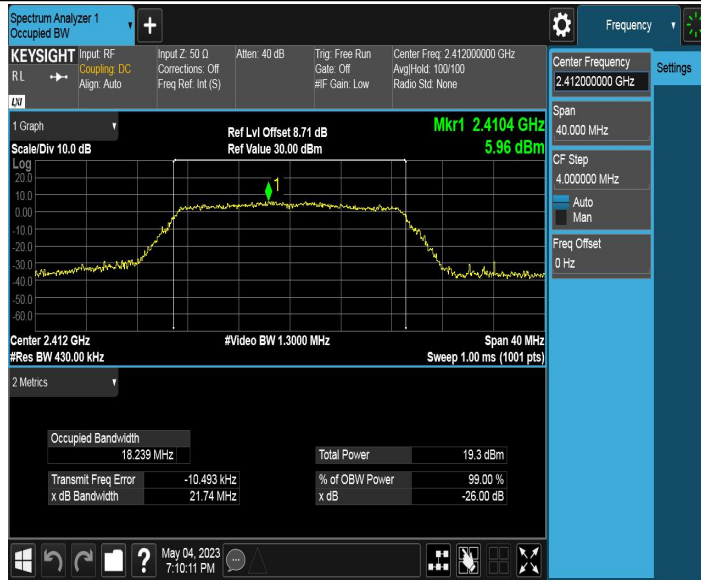 Spectrum Analyzer 1
Occupied BW
Frequency
KEYSIGHT
RL
LXI
Input: RF
Coupling: DC
Align: Auto
Input Z: 50 Ω
Corrections: Off
Freq Ref: Int (S)
Atten: 40 dB
Trig: Free Run
Gate: Off
#IF Gain: Low
Center Freq: 2.412000000 GHz
Avg|Hold: 100/100
Radio Std: None
Center Frequency
2.412000000 GHz
Settings
Span
40.000 MHz
CF Step
4.000000 MHz
Auto
Man
Freq Offset
0 Hz
1 Graph
Scale/Div 10.0 dB
Ref Lvl Offset 8.71 dB
Ref Value 30.00 dBm
Mkr1 2.4104 GHz
5.96 dBm
Log
20.0
10.0
0.00
-10.0
-20.0
-30.0
-40.0
-50.0
-60.0
1
Center 2.412 GHz
#Res BW 430.00 kHz
#Video BW 1.3000 MHz
Span 40 MHz
Sweep 1.00 ms (1001 pts)
2 Metrics
Occupied Bandwidth
18.239 MHz
Total Power 19.3 dBm
Transmit Freq Error -10.493 kHz
% of OBW Power 99.00 %
x dB Bandwidth 21.74 MHz
x dB -26.00 dB
?
May 04, 2023
7:10:11 PM